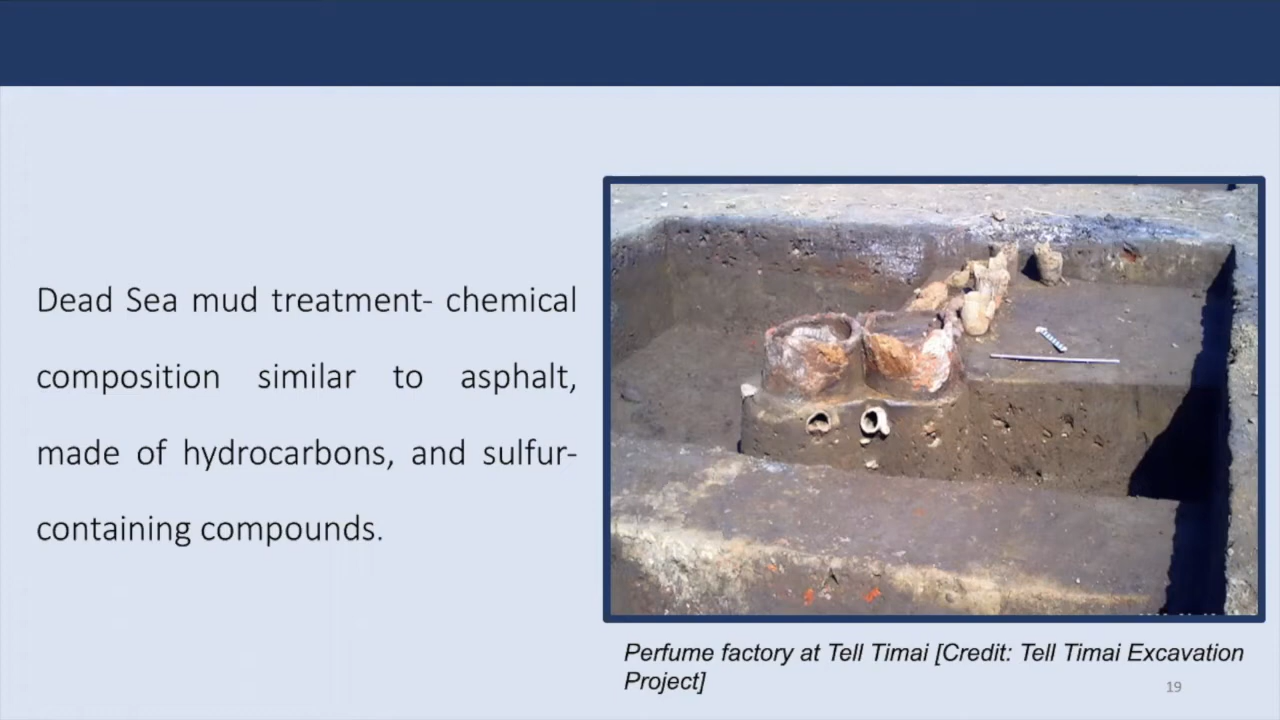 Dead Sea mud treatment- chemical
composition similar to asphalt,
made of hydrocarbons, and sulfur-
containing compounds.
Perfume factory at Tell Timai [Credit: Tell Timai Excavation
Project]
19